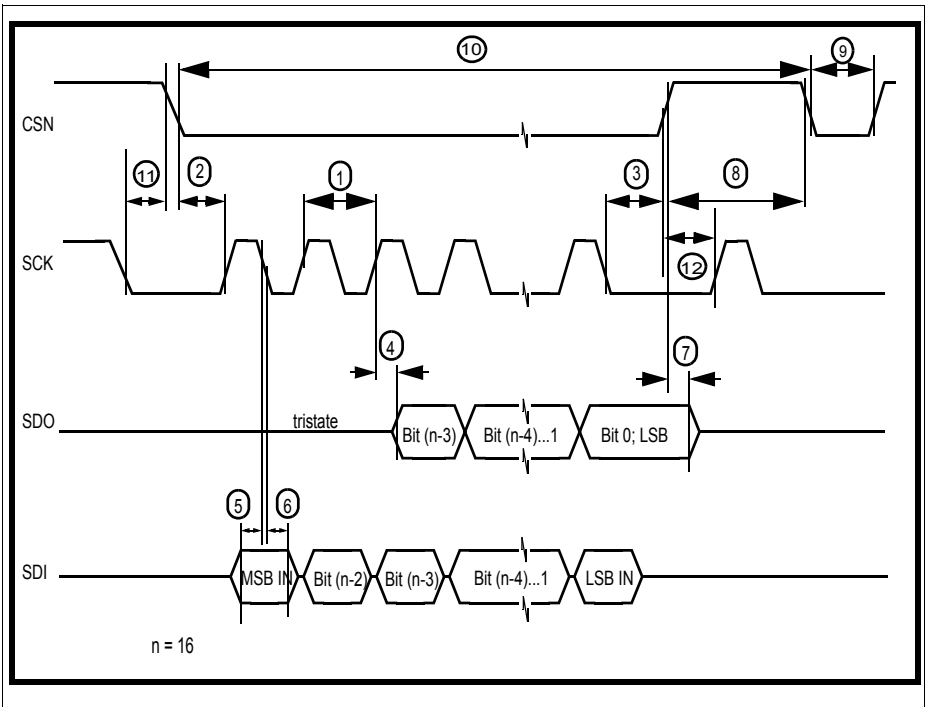 10
9
CSN
11
2
1
3
8
SCK
12
4
7
SDO
tristate
Bit (n-3)
Bit (n-4)...1
Bit 0; LSB
5
6
SDI
MSB IN
Bit (n-2)
Bit (n-3)
Bit (n-4)...1
LSB IN
n = 16